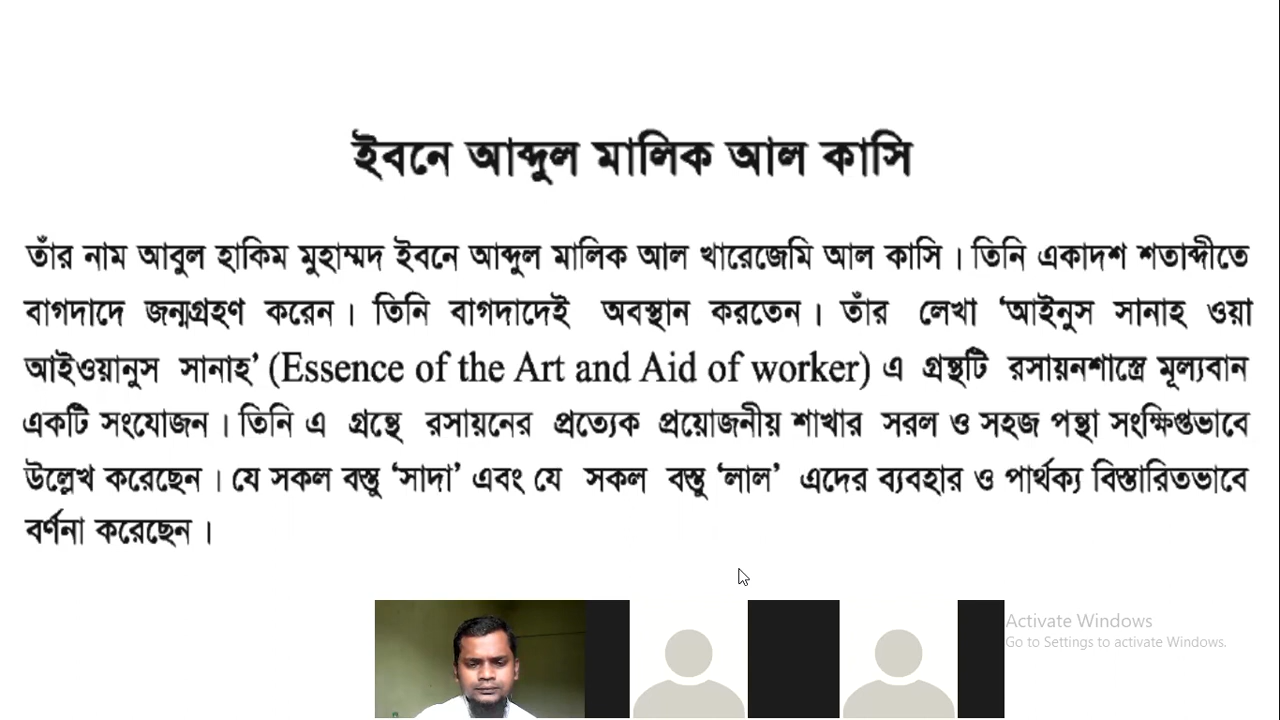 ইবনে আব্দুল মালিক আল কাসি
তাঁর নাম আবুল হাকিম মুহাম্মদ ইবনে আব্দুল মালিক আল খারেজেমি আল কাসি । তিনি একাদশ শতাব্দীতে
বাগদাদে জন্মগ্রহণ করেন । তিনি বাগদাদেই অবস্থান করতেন । তাঁর লেখা ‘আইনুস সানাহ ওয়া
আইওয়ানুস সানাহ’ (Essence of the Art and Aid of worker) এ গ্রন্থটি রসায়নশাস্ত্রে মূল্যবান
একটি সংযোজন । তিনি এ গ্রন্থে রসায়নের প্রত্যেক প্রয়োজনীয় শাখার সরল ও সহজ পন্থা সংক্ষিপ্তভাবে
উল্লেখ করেছেন । যে সকল বস্তু ‘সাদা’ এবং যে সকল বস্তু ‘লাল’ এদের ব্যবহার ও পার্থক্য বিস্তারিতভাবে
বর্ণনা করেছেন ।
Activate Windows
Go to Settings to activate Windows.